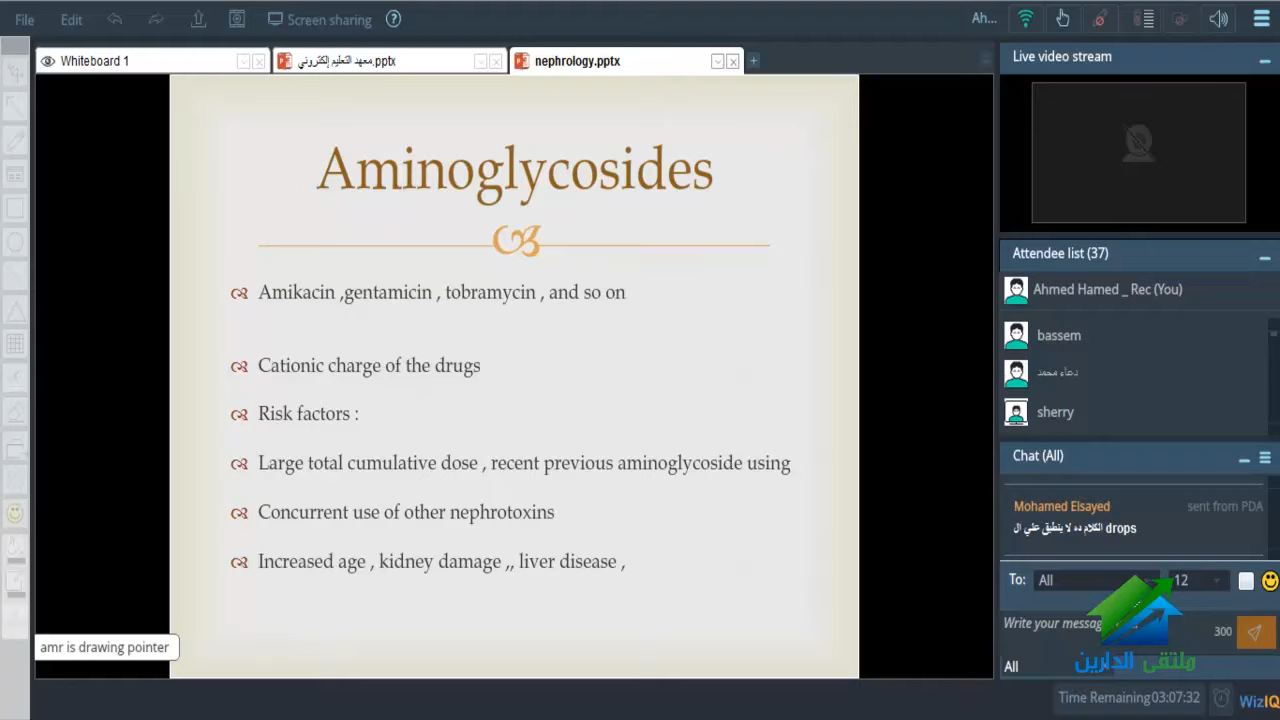 File Edit Screen sharing ? Ah...
Whiteboard 1
معهد التعليم إلكتروني.pptx
nephrology.pptx
Live video stream
Aminoglycosides
Amikacin ,gentamicin , tobramycin , and so on
Cationic charge of the drugs
Risk factors :
Large total cumulative dose , recent previous aminoglycoside using
Concurrent use of other nephrotoxins
Increased age , kidney damage ,, liver disease ,
amr is drawing pointer
Attendee list (37)
Ahmed Hamed _ Rec (You)
bassem
دعاء محمد
sherry
Chat (All)
Mohamed Elsayed sent from PDA
الكلام ده لا ينطبق علي ال drops
To: All 12
Write your messag 300
All
ملتقى الدارين
Time Remaining 03:07:32
WizIQ